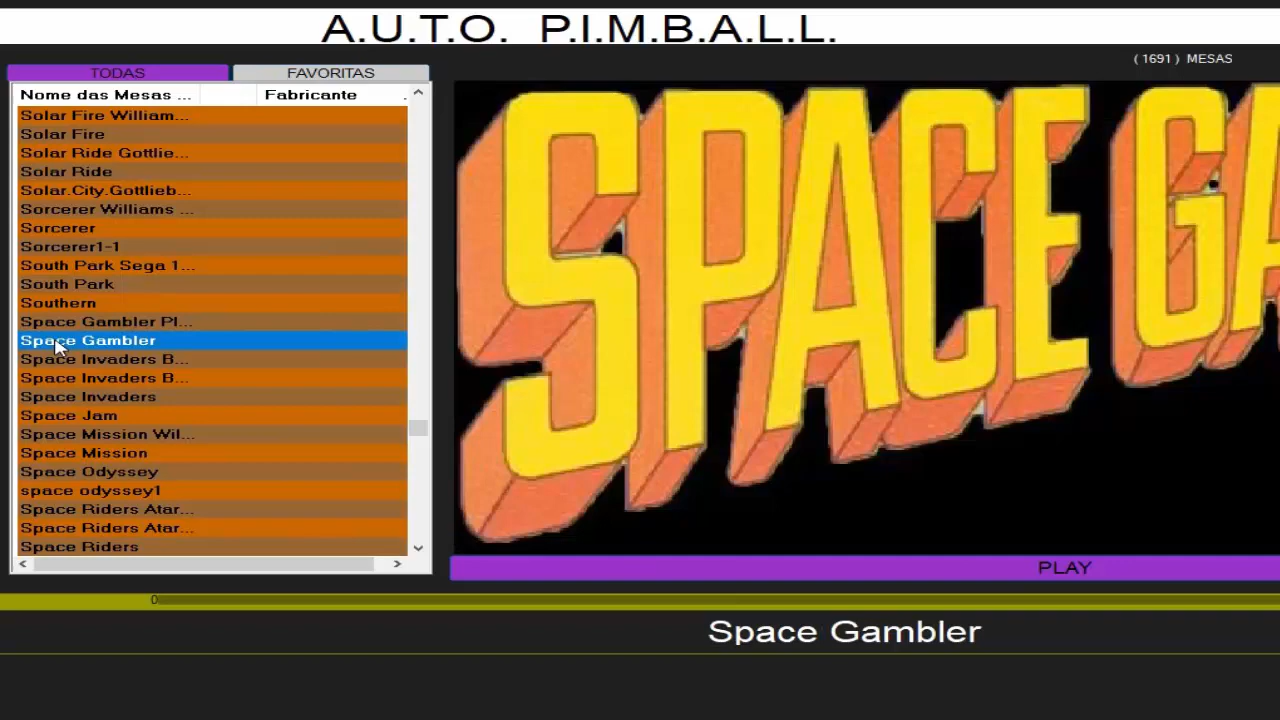 A.U.T.O. P.I.M.B.A.L.L.
( 1691 ) MESAS
TODAS
FAVORITAS
Nome das Mesas ...
Fabricante
Solar Fire William...
Solar Fire
Solar Ride Gottlie...
Solar Ride
Solar.City.Gottlieb...
Sorcerer Williams ...
Sorcerer
Sorcerer1-1
South Park Sega 1...
South Park
Southern
Space Gambler Pl...
Space Gambler
Space Invaders B...
Space Invaders B...
Space Invaders
Space Jam
Space Mission Wil...
Space Mission
Space Odyssey
space odyssey1
Space Riders Atar...
Space Riders Atar...
Space Riders
SPACE GA
PLAY
0
Space Gambler